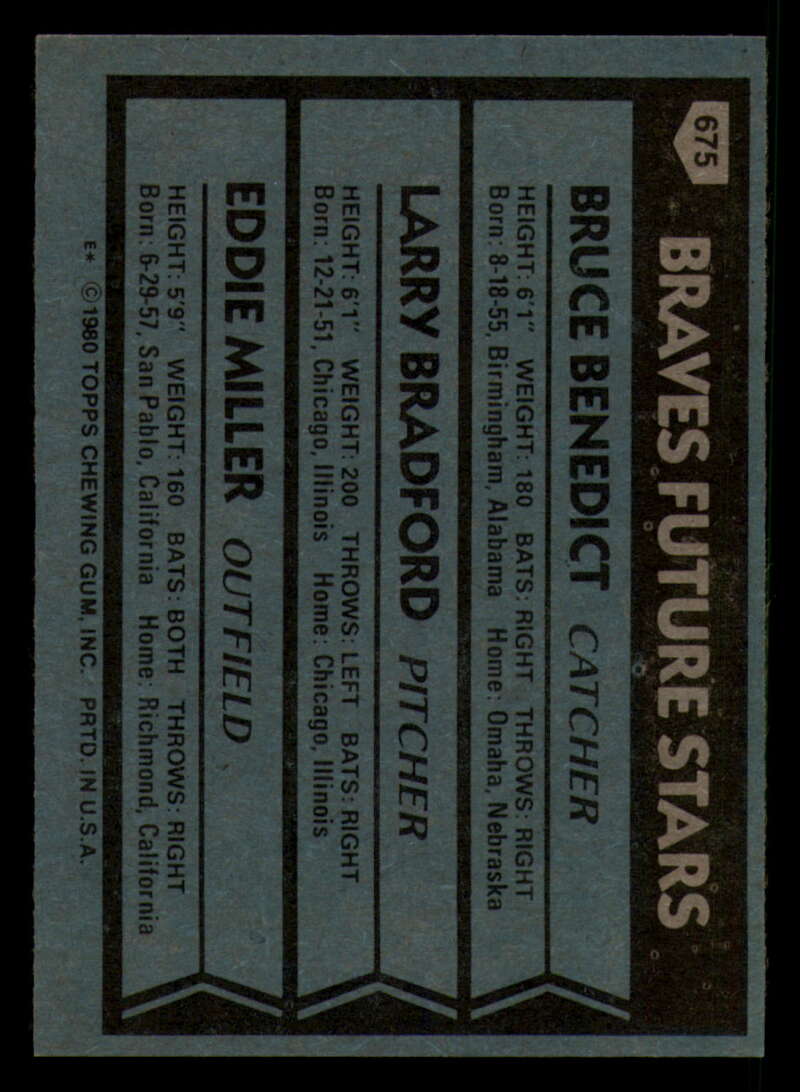 675
BRAVES FUTURE STARS
BRUCE BENEDICT CATCHER
HEIGHT: 6'1" WEIGHT: 180 BATS: RIGHT THROWS: RIGHT
Born: 8-18-55, Birmingham, Alabama Home: Omaha, Nebraska
LARRY BRADFORD PITCHER
HEIGHT: 6'1" WEIGHT: 200 THROWS: LEFT BATS: RIGHT
Born: 12-21-51, Chicago, Illinois Home: Chicago, Illinois
EDDIE MILLER OUTFIELD
HEIGHT: 5'9" WEIGHT: 160 BATS: BOTH THROWS: RIGHT
Born: 6-29-57, San Pablo, California Home: Richmond, California
E* ©1980 TOPPS CHEWING GUM, INC. PRTD. IN U.S.A.